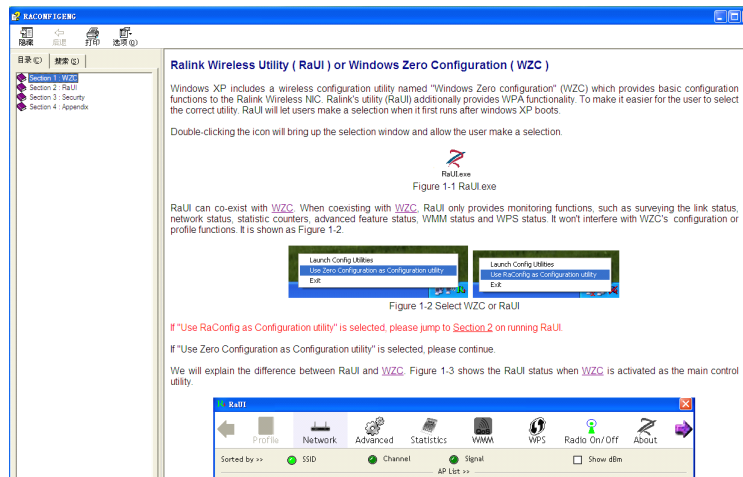 RACONFIGENG
隐藏 后退 打印 选项(O)
目录(C) 搜索(S)
Section 1 : WZC
Section 2 : RaUI
Section 3 : Security
Section 4 : Appendix
Ralink Wireless Utility ( RaUI ) or Windows Zero Configuration ( WZC )
Windows XP includes a wireless configuration utility named "Windows Zero configuration" (WZC) which provides basic configuration
functions to the Ralink Wireless NIC. Ralink's utility (RaUI) additionally provides WPA functionality. To make it easier for the user to select
the correct utility. RaUI will let users make a selection when it first runs after windows XP boots.
Double-clicking the icon will bring up the selection window and allow the user make a selection.
RaUI.exe
Figure 1-1 RaUI.exe
RaUI can co-exist with WZC. When coexisting with WZC, RaUI only provides monitoring functions, such as surveying the link status,
network status, statistic counters, advanced feature status, WMM status and WPS status. It won't interfere with WZC's configuration or
profile functions. It is shown as Figure 1-2.
Launch Config Utilities
Use Zero Configuration as Configuration utility
Exit
Launch Config Utilities
Use RaConfig as Configuration utility
Exit
Figure 1-2 Select WZC or RaUI
If "Use RaConfig as Configuration utility" is selected, please jump to Section 2 on running RaUI.
If "Use Zero Configuration as Configuration utility" is selected, please continue.
We will explain the difference between RaUI and WZC. Figure 1-3 shows the RaUI status when WZC is activated as the main control
utility.
RaUI
Profile Network Advanced Statistics WMM WPS Radio On/Off About
Sorted by >> SSID Channel Signal Show dBm
AP List >>